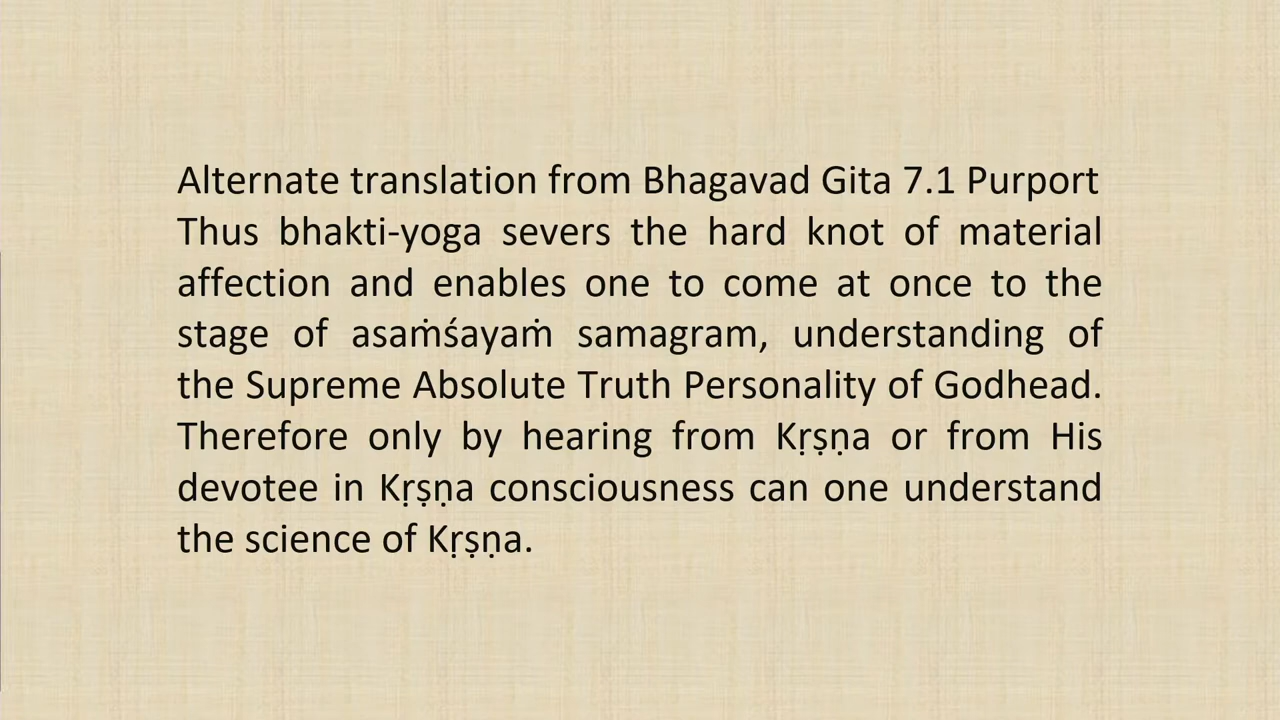 Alternate translation from Bhagavad Gita 7.1 Purport
Thus bhakti-yoga severs the hard knot of material
affection and enables one to come at once to the
stage of asaṁśayaṁ samagram, understanding of
the Supreme Absolute Truth Personality of Godhead.
Therefore only by hearing from Kṛṣṇa or from His
devotee in Kṛṣṇa consciousness can one understand
the science of Kṛṣṇa.